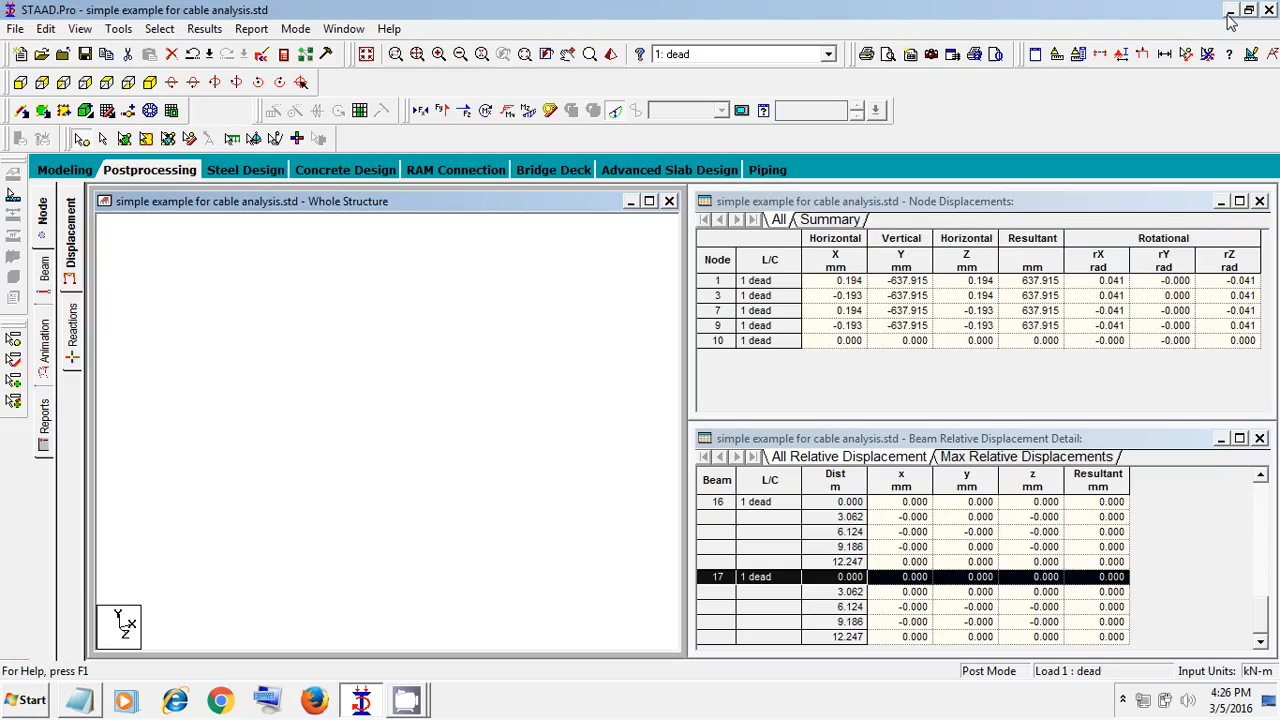 STAAD.Pro - simple example for cable analysis.std
File Edit View Tools Select Results Report Mode Window Help
1: dead
Modeling Postprocessing Steel Design Concrete Design RAM Connection Bridge Deck Advanced Slab Design Piping
Node
Beam
Animation
Reports
Displacement
Reactions
simple example for cable analysis.std - Whole Structure
Y
X
Z
simple example for cable analysis.std - Node Displacements:
All Summary
Horizontal Vertical Horizontal Resultant Rotational
Node L/C X Y Z rX rY rZ
mm mm mm mm rad rad rad
1 1 dead 0.194 -637.915 0.194 637.915 0.041 -0.000 -0.041
3 1 dead -0.193 -637.915 0.194 637.915 0.041 0.000 0.041
7 1 dead 0.194 -637.915 -0.193 637.915 -0.041 -0.000 -0.041
9 1 dead -0.193 -637.915 -0.193 637.915 -0.041 -0.000 0.041
10 1 dead 0.000 0.000 0.000 0.000 -0.000 -0.000 0.000
simple example for cable analysis.std - Beam Relative Displacement Detail:
All Relative Displacement Max Relative Displacements
Beam L/C Dist x y z Resultant
m mm mm mm mm
16 1 dead 0.000 0.000 0.000 0.000 0.000
3.062 -0.000 0.000 -0.000 0.000
6.124 -0.000 -0.000 -0.000 0.000
9.186 -0.000 -0.000 -0.000 0.000
12.247 0.000 0.000 0.000 0.000
17 1 dead 0.000 0.000 0.000 0.000 0.000
3.062 -0.000 0.000 0.000 0.000
6.124 -0.000 -0.000 -0.000 0.000
9.186 -0.000 -0.000 -0.000 0.000
12.247 0.000 0.000 0.000 0.000
For Help, press F1 Post Mode Load 1 : dead Input Units: kN-m
Start
4:26 PM
3/5/2016